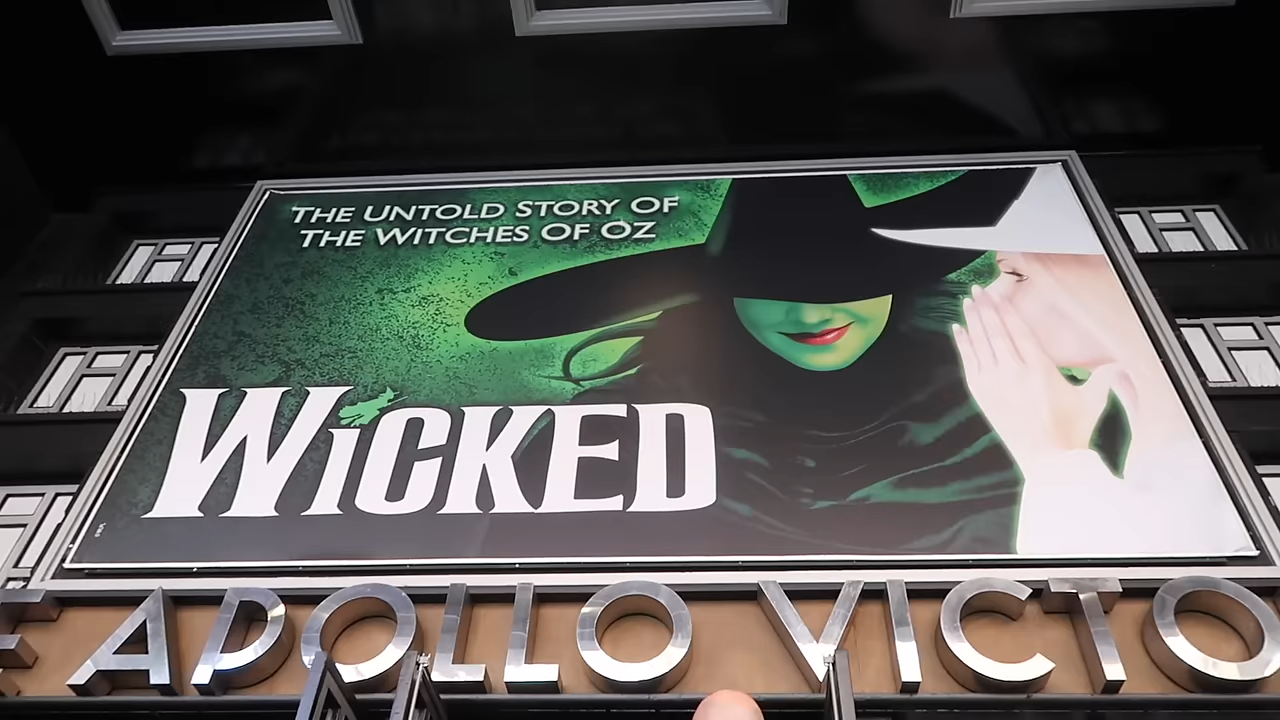 THE UNTOLD STORY OF
THE WITCHES OF OZ
WICKED
E APOLLO VICTO